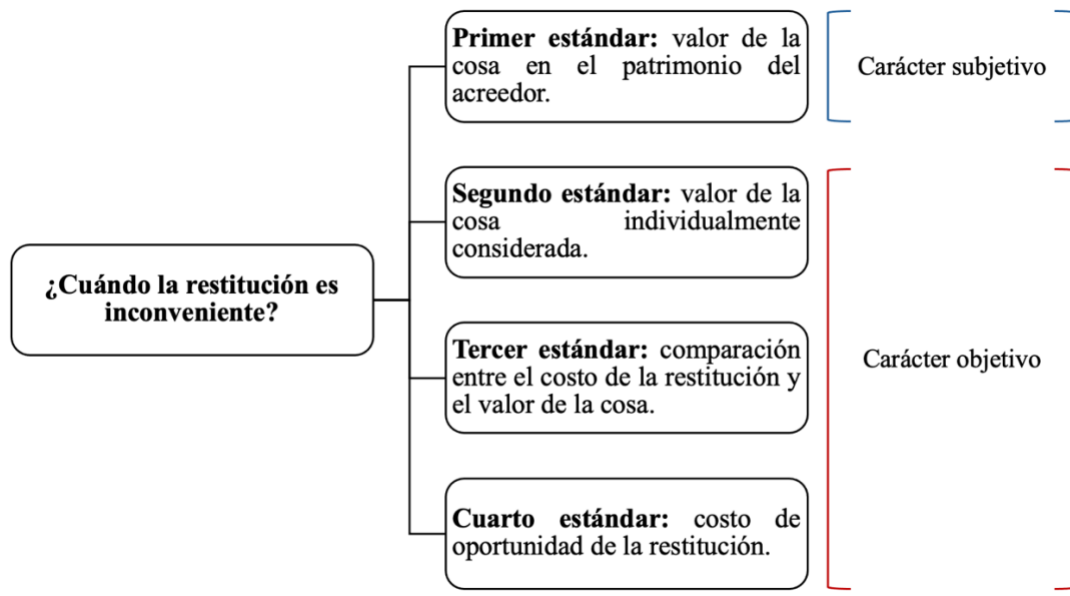 Primer estándar: valor de la
cosa en el patrimonio del
acreedor.
Carácter subjetivo
Segundo estándar: valor de la
cosa individualmente
considerada.
¿Cuándo la restitución es
inconveniente?
Tercer estándar: comparación
entre el costo de la restitución y
el valor de la cosa.
Carácter objetivo
Cuarto estándar: costo de
oportunidad de la restitución.